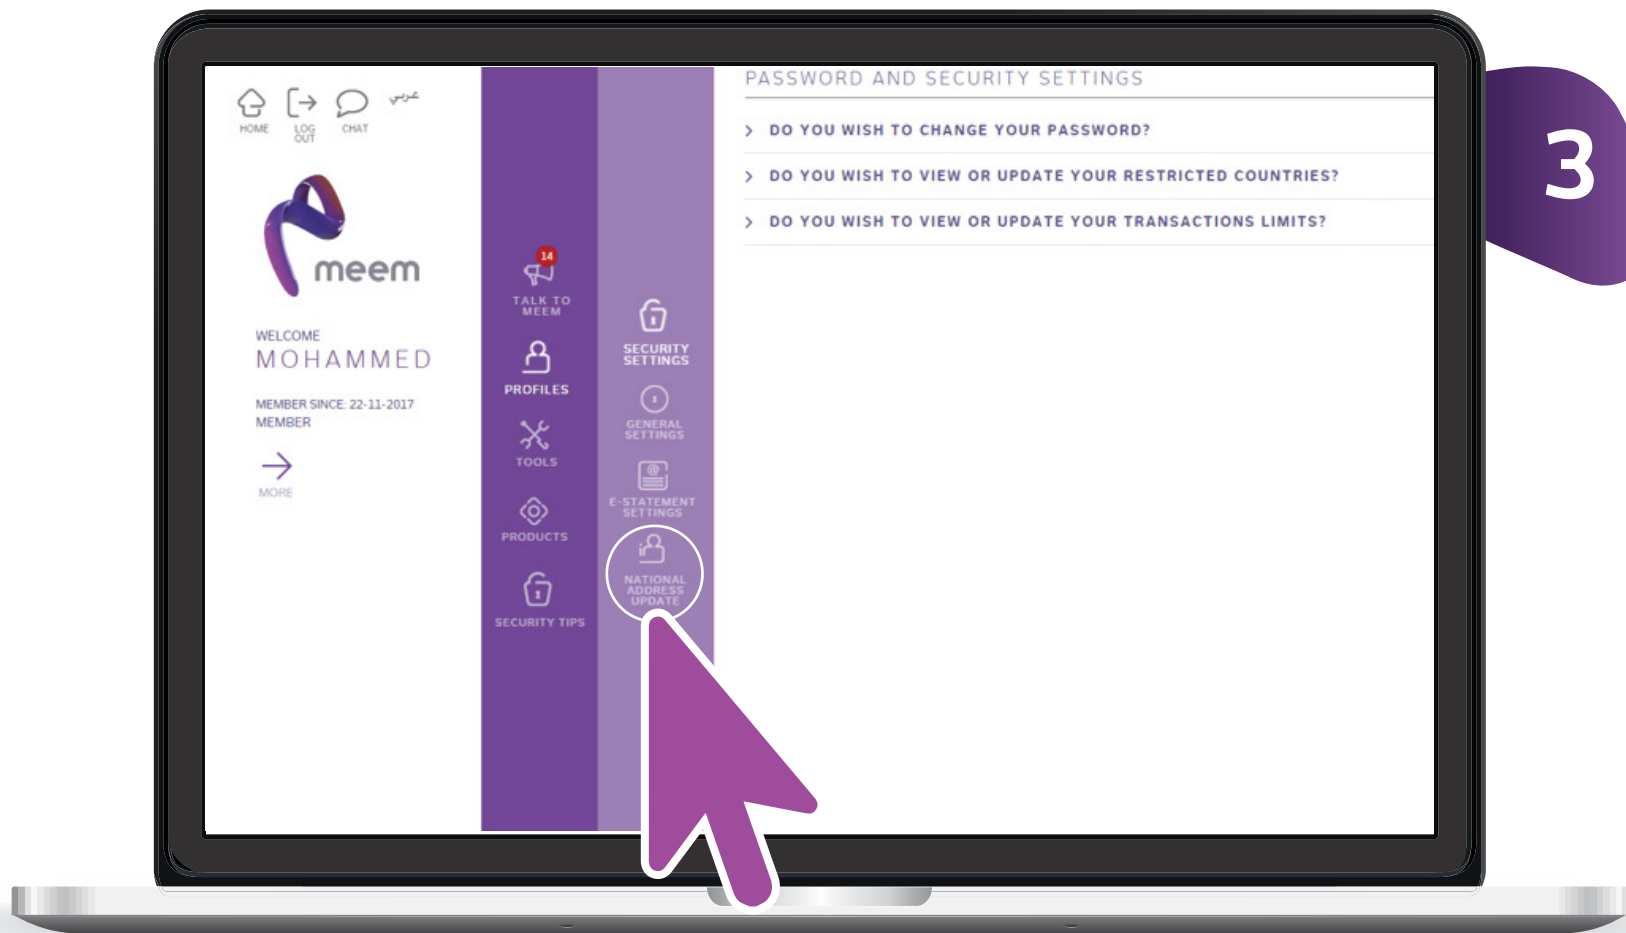 HOME
LOG
OUT
CHAT
عربي
meem
WELCOME
MOHAMMED
MEMBER SINCE: 22-11-2017
MEMBER
MORE
14
TALK TO
MEEM
PROFILES
TOOLS
PRODUCTS
SECURITY TIPS
SECURITY
SETTINGS
GENERAL
SETTINGS
@
E-STATEMENT
SETTINGS
NATIONAL
ADDRESS
UPDATE
PASSWORD AND SECURITY SETTINGS
> DO YOU WISH TO CHANGE YOUR PASSWORD?
> DO YOU WISH TO VIEW OR UPDATE YOUR RESTRICTED COUNTRIES?
> DO YOU WISH TO VIEW OR UPDATE YOUR TRANSACTIONS LIMITS?
3